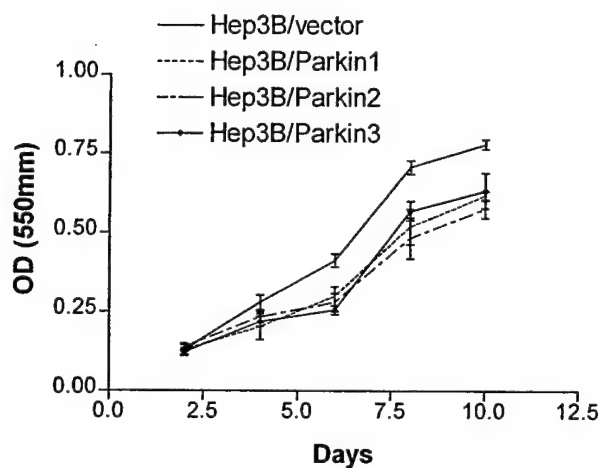 Hep3B/vector
Hep3B/Parkin1
Hep3B/Parkin2
Hep3B/Parkin3
1.00
0.75
0.50
0.25
0.00
OD (550mm)
0.0 2.5 5.0 7.5 10.0 12.5
Days